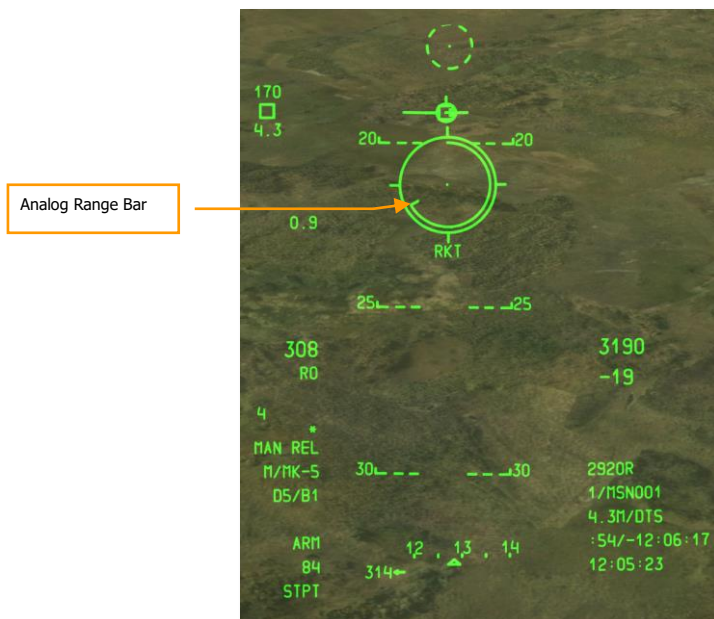 170
4.3
20 20
Analog Range Bar
0.9
RKT
25 25
308 3190
RO -19
4
*
MAN REL
M/MK-5 30 30 2920R
D5/B1 1/MSN001
4.3M/DTS
ARM 12 . 13 . 14 :54/-12:06:17
84 314← 12:05:23
STPT